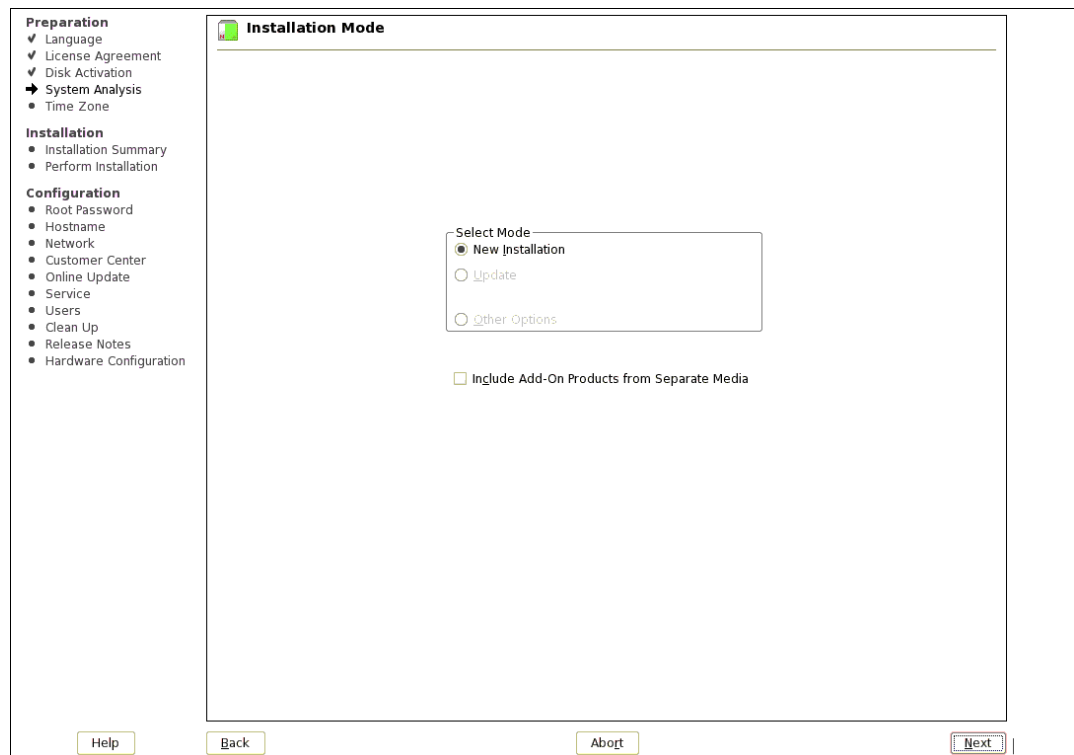 Preparation
Language
License Agreement
Disk Activation
System Analysis
Time Zone
Installation
Installation Summary
Perform Installation
Configuration
Root Password
Hostname
Network
Customer Center
Online Update
Service
Users
Clean Up
Release Notes
Hardware Configuration
Installation Mode
Select Mode
New Installation
Update
Other Options
Include Add-On Products from Separate Media
Help
Back
Abort
Next